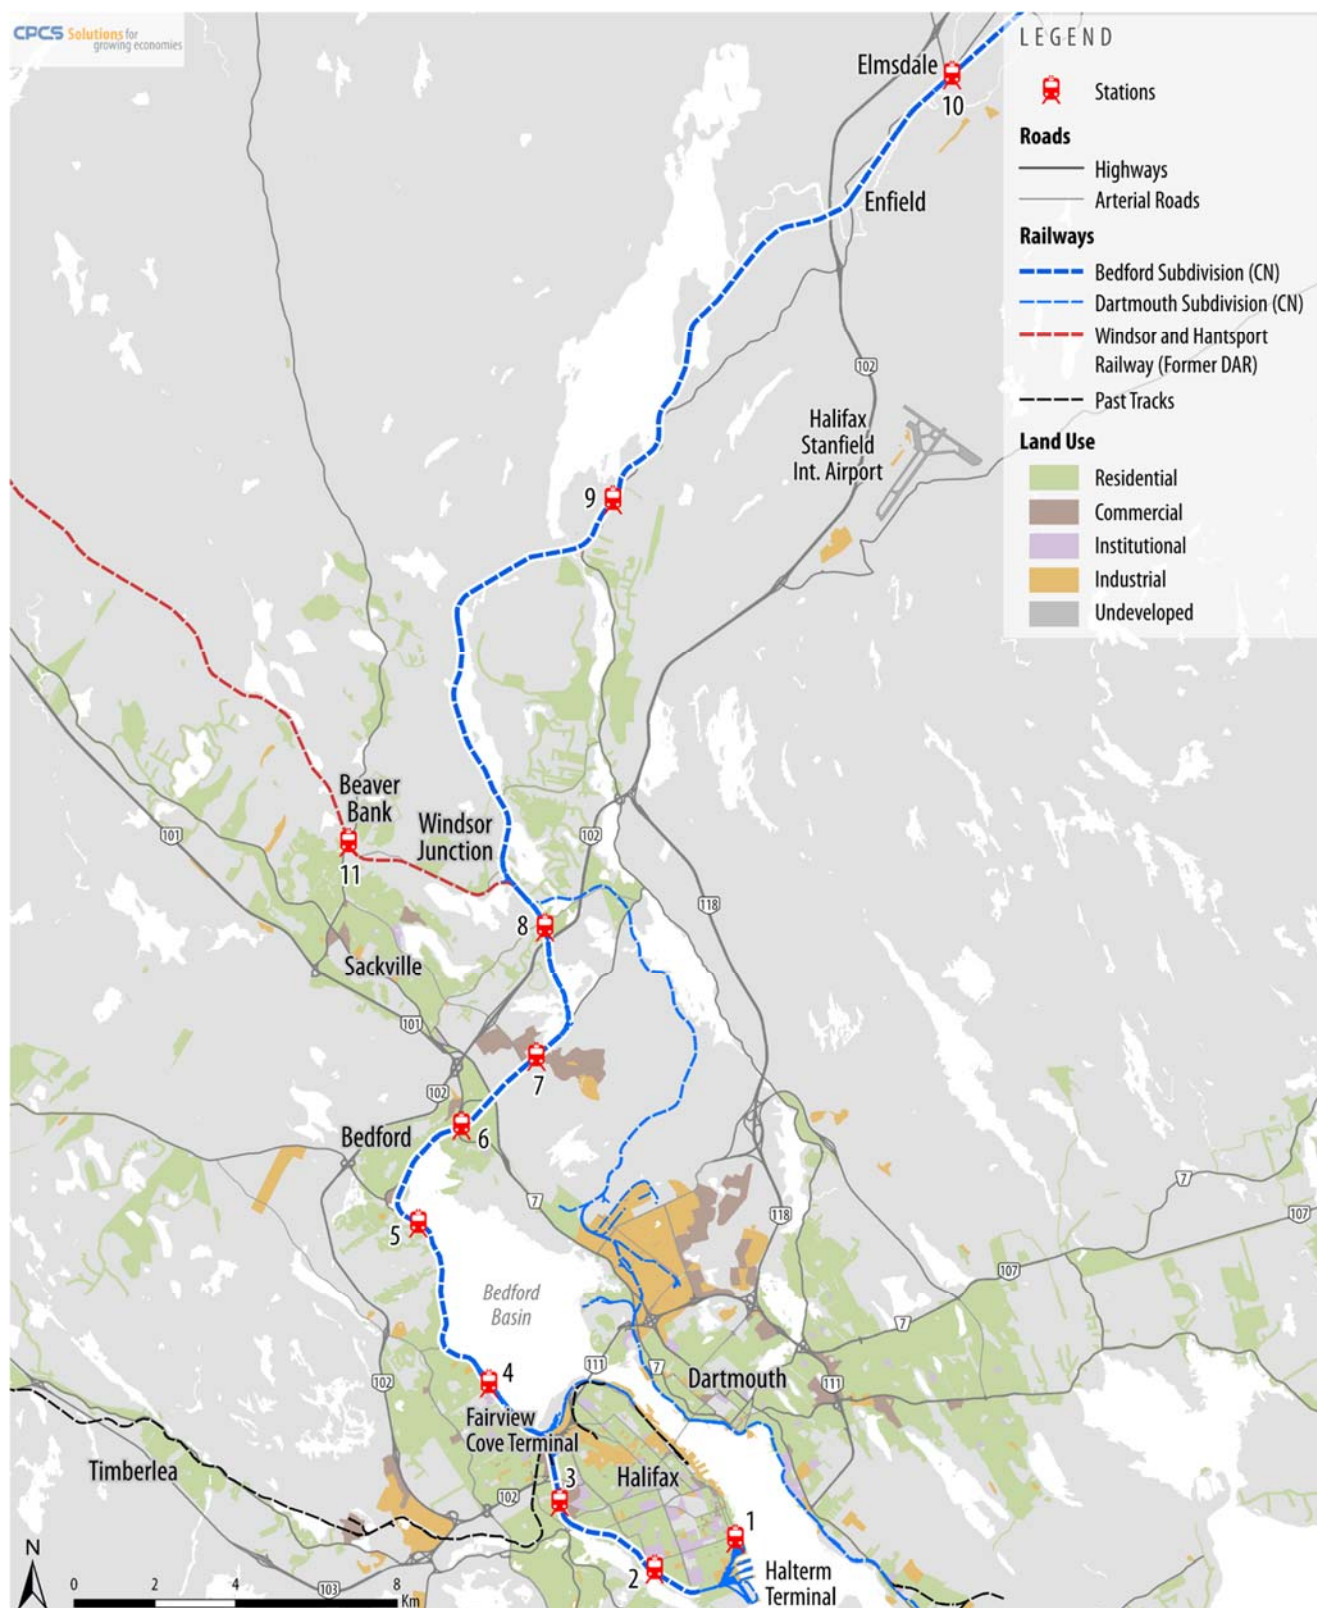 CPCS Solutions for
growing economies
LEGEND
Stations
Roads
Highways
Arterial Roads
Railways
Bedford Subdivision (CN)
Dartmouth Subdivision (CN)
Windsor and Hantsport
Railway (Former DAR)
Past Tracks
Land Use
Residential
Commercial
Institutional
Industrial
Undeveloped
Elmsdale
10
Enfield
102
Halifax
Stanfield
Int. Airport
9
Beaver
Bank
11
101
Windsor
Junction
102
118
8
Sackville
101
7
102
6
Bedford
7
7
107
118
5
107
Bedford
Basin
7
4
111
7
102
Dartmouth
111
Fairview
Cove Terminal
Timberlea
3
Halifax
102
1
2
Halterm
Terminal
103
N
0
2
4
8
Km